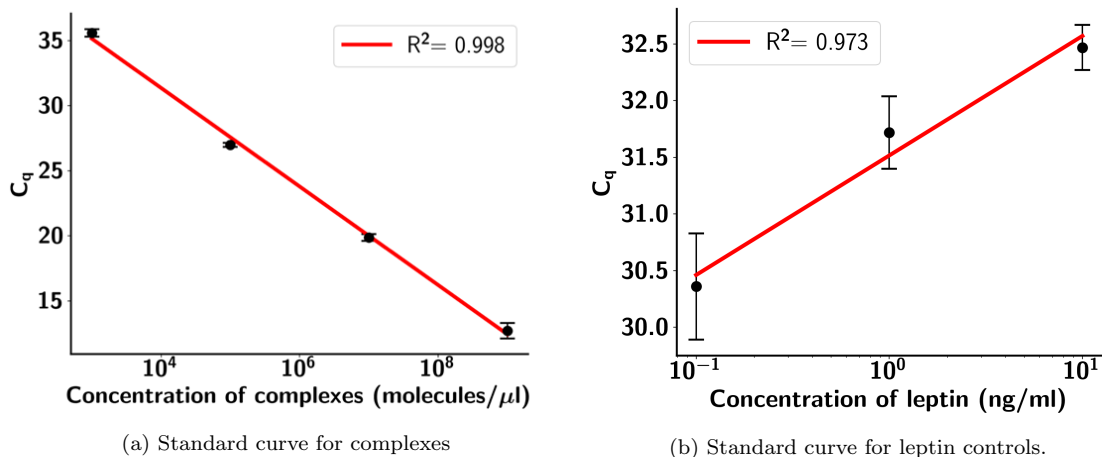 R²= 0.998
35
30
25
20
15
C_q
10⁴
10⁶
10⁸
Concentration of complexes (molecules/μl)
(a) Standard curve for complexes
R²= 0.973
32.5
32.0
31.5
31.0
30.5
30.0
C_q
10⁻¹
10⁰
10¹
Concentration of leptin (ng/ml)
(b) Standard curve for leptin controls.